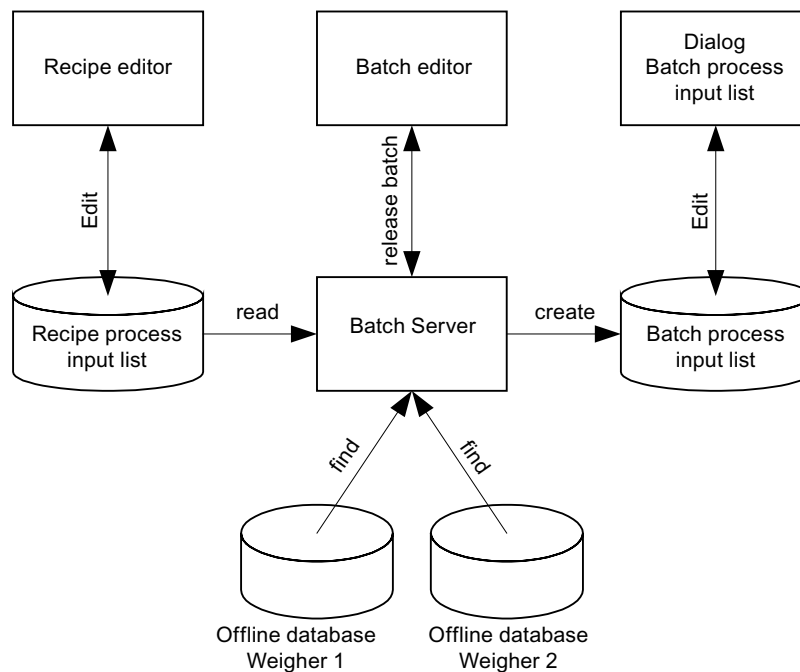 Recipe editor
Batch editor
Dialog
Batch process
input list
Edit
release batch
Edit
Recipe process
input list
read
Batch Server
create
Batch process
input list
find
find
Offline database
Weigher 1
Offline database
Weigher 2